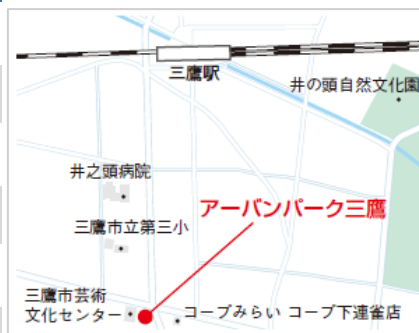 三鷹駅
井の頭自然文化園
井之頭病院
アーバンパーク三鷹
三鷹市立第三小
三鷹市芸術
文化センター
コープみらい コープ下連雀店